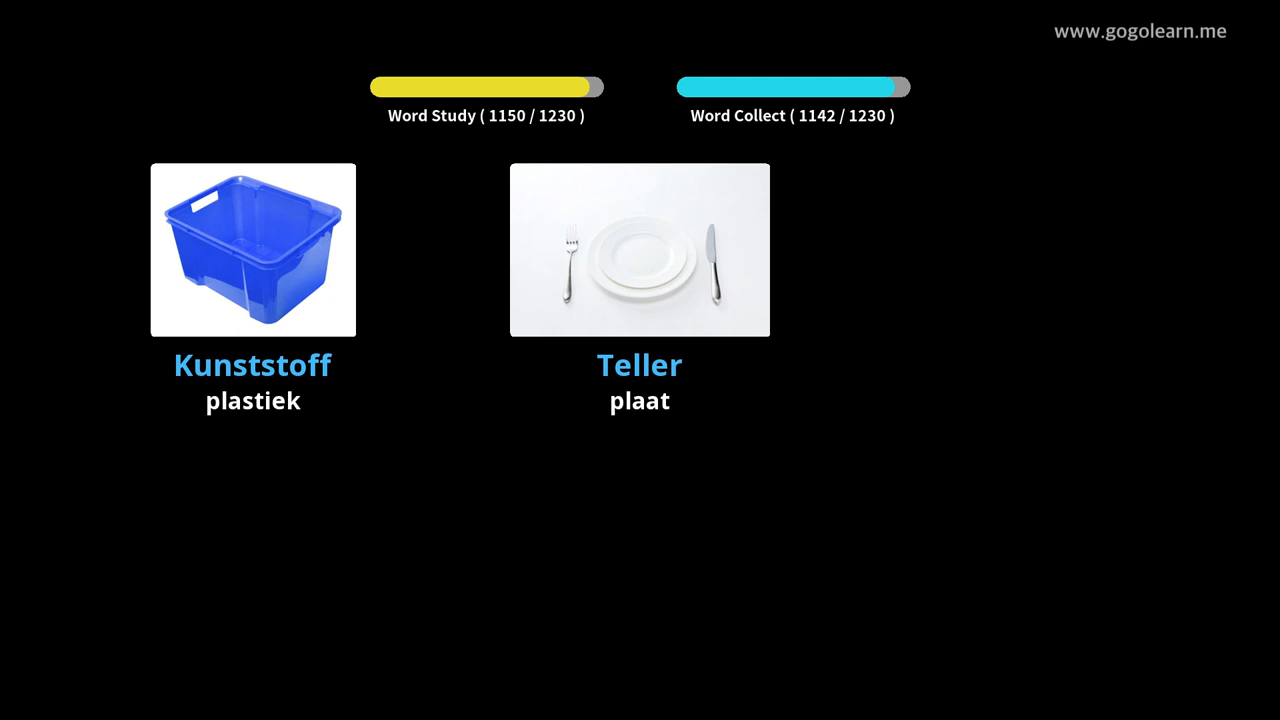 www.gogolearn.me
Word Study ( 1150 / 1230 )
Word Collect ( 1142 / 1230 )
Kunststoff
plastiek
Teller
plaat